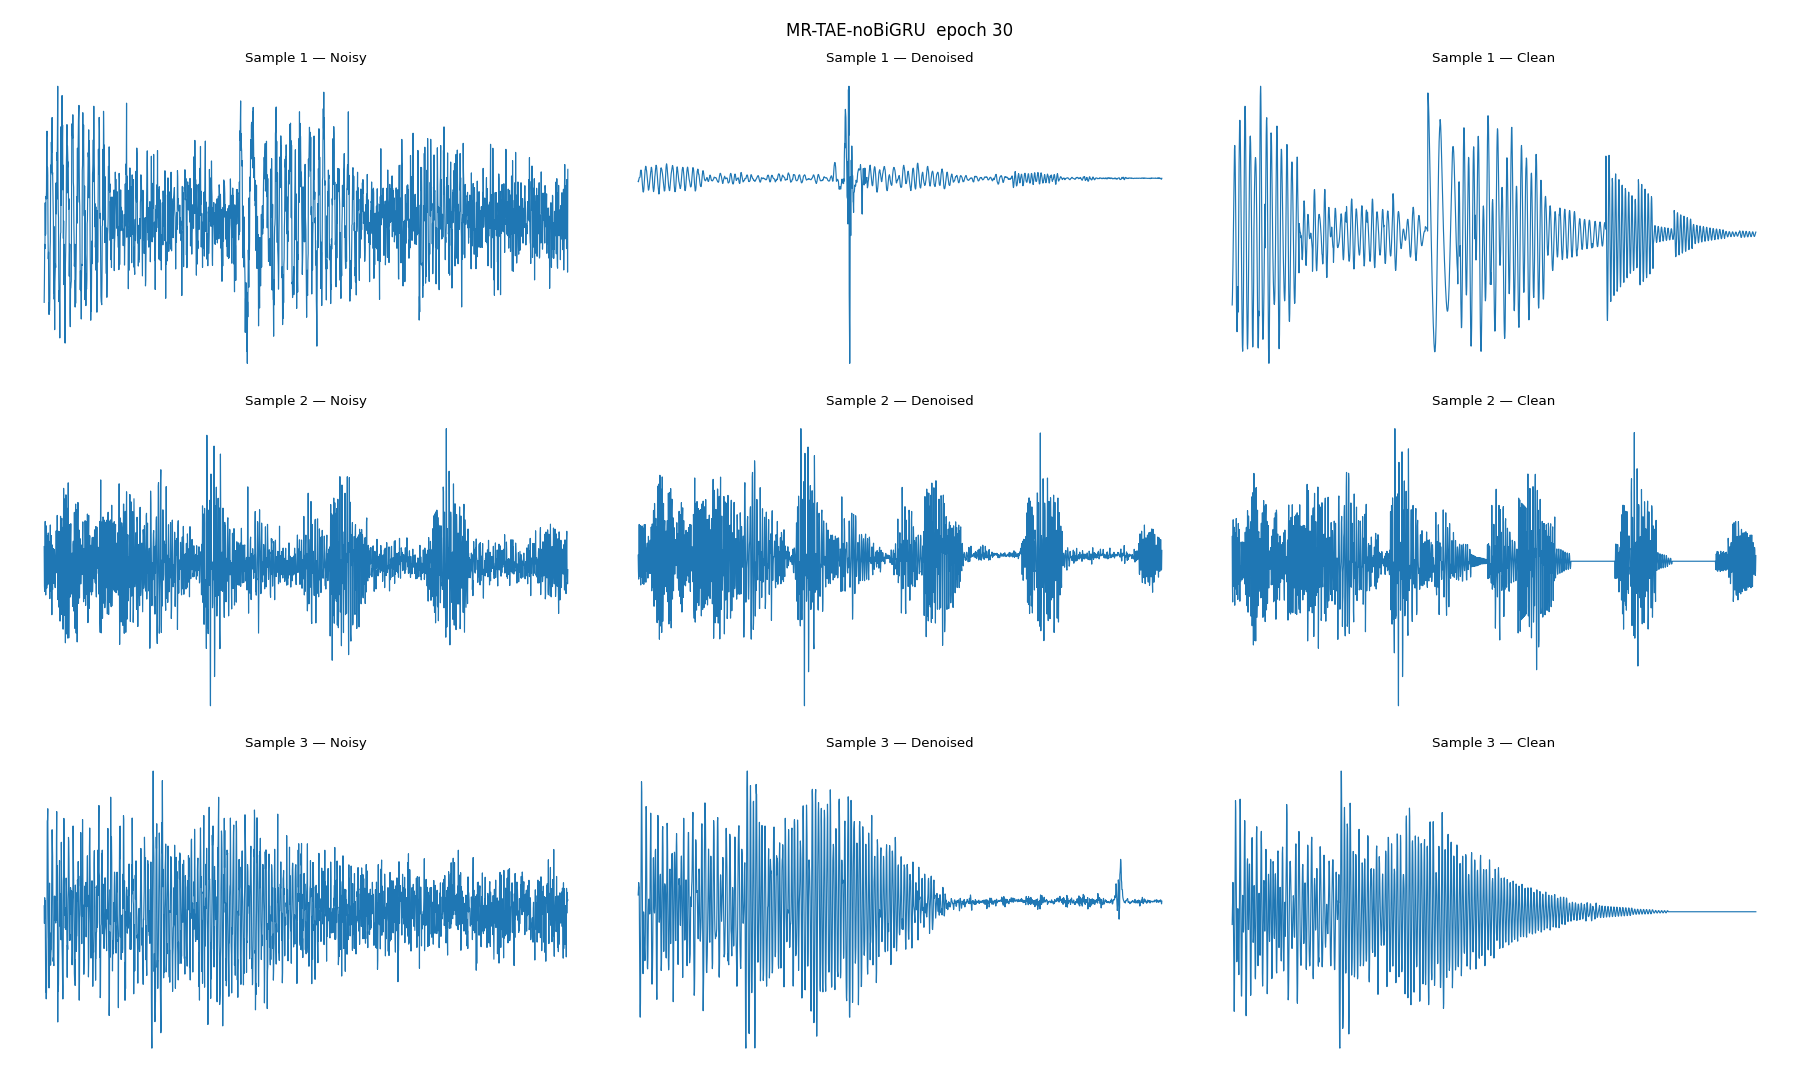 MR-TAE-noBiGRU  epoch 30
Sample 1 — Noisy
Sample 1 — Denoised
Sample 1 — Clean
Sample 2 — Noisy
Sample 2 — Denoised
Sample 2 — Clean
Sample 3 — Noisy
Sample 3 — Denoised
Sample 3 — Clean